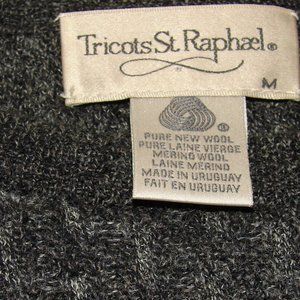 Tricots St Raphael®
M
PURE NEW WOOL
PURE LAINE VIERGE
MERINO WOOL
LAINE MERINO
MADE IN URUGUAY
FAIT EN URUGUAY